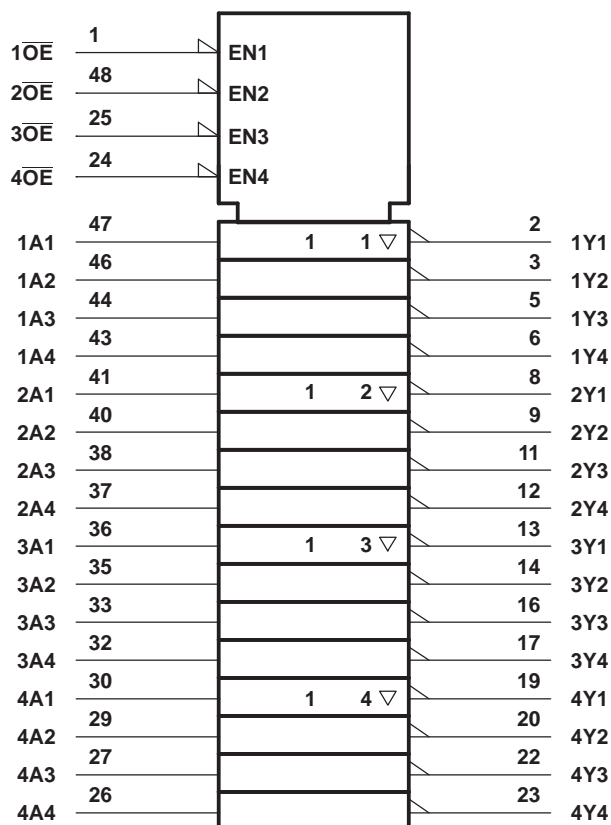 1
1O̅E̅ EN1
48
2O̅E̅ EN2
25
3O̅E̅ EN3
24
4O̅E̅ EN4
47 2
1A1 1 1 ▽ 1Y1
46 3
1A2 1Y2
44 5
1A3 1Y3
43 6
1A4 1Y4
41 8
2A1 1 2 ▽ 2Y1
40 9
2A2 2Y2
38 11
2A3 2Y3
37 12
2A4 2Y4
36 13
3A1 1 3 ▽ 3Y1
35 14
3A2 3Y2
33 16
3A3 3Y3
32 17
3A4 3Y4
30 19
4A1 1 4 ▽ 4Y1
29 20
4A2 4Y2
27 22
4A3 4Y3
26 23
4A4 4Y4